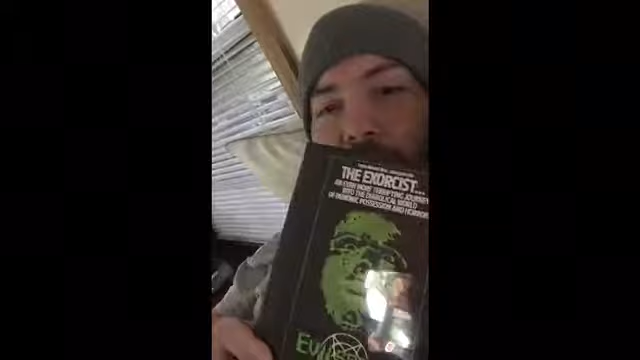 THE EXORCIST...
AN EVEN MORE TERRIFYING JOURNEY
INTO THE DIABOLICAL WORLD
OF DEMONIC POSSESSION AND HORROR